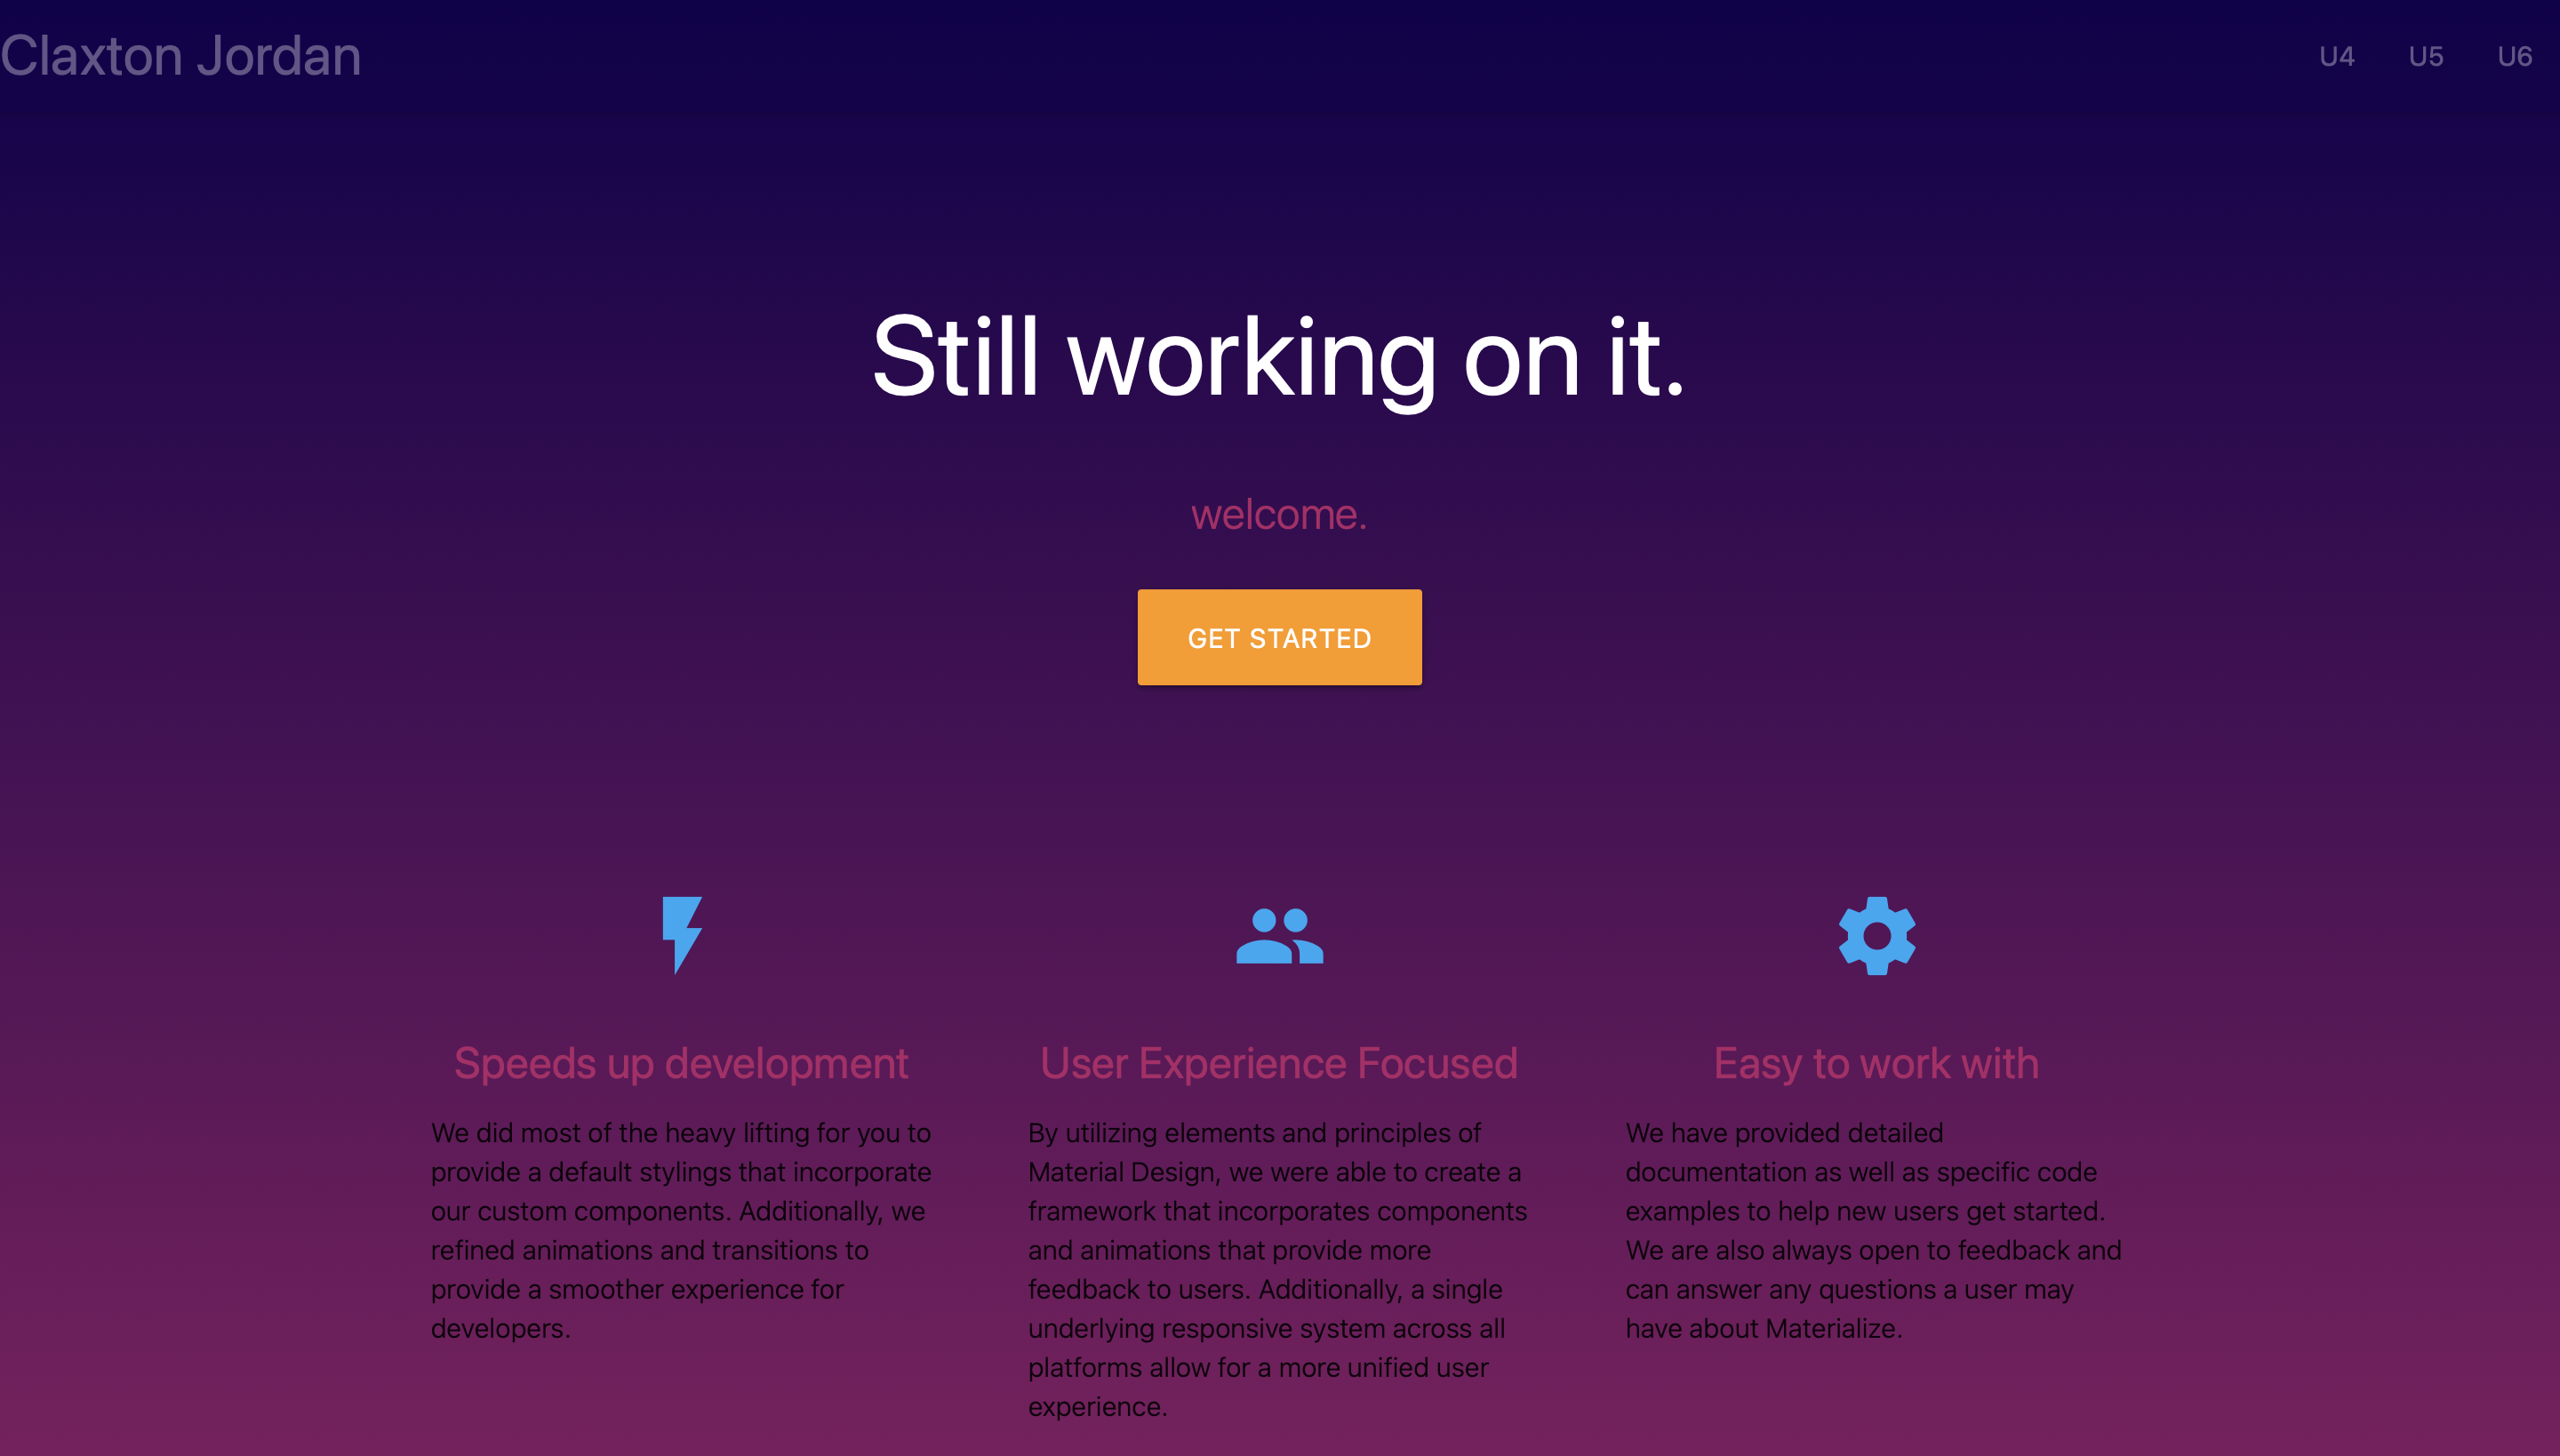 Claxton Jordan
U4 U5 U6
Still working on it.
welcome.
GET STARTED
Speeds up development
We did most of the heavy lifting for you to
provide a default stylings that incorporate
our custom components. Additionally, we
refined animations and transitions to
provide a smoother experience for
developers.
User Experience Focused
By utilizing elements and principles of
Material Design, we were able to create a
framework that incorporates components
and animations that provide more
feedback to users. Additionally, a single
underlying responsive system across all
platforms allow for a more unified user
experience.
Easy to work with
We have provided detailed
documentation as well as specific code
examples to help new users get started.
We are also always open to feedback and
can answer any questions a user may
have about Materialize.